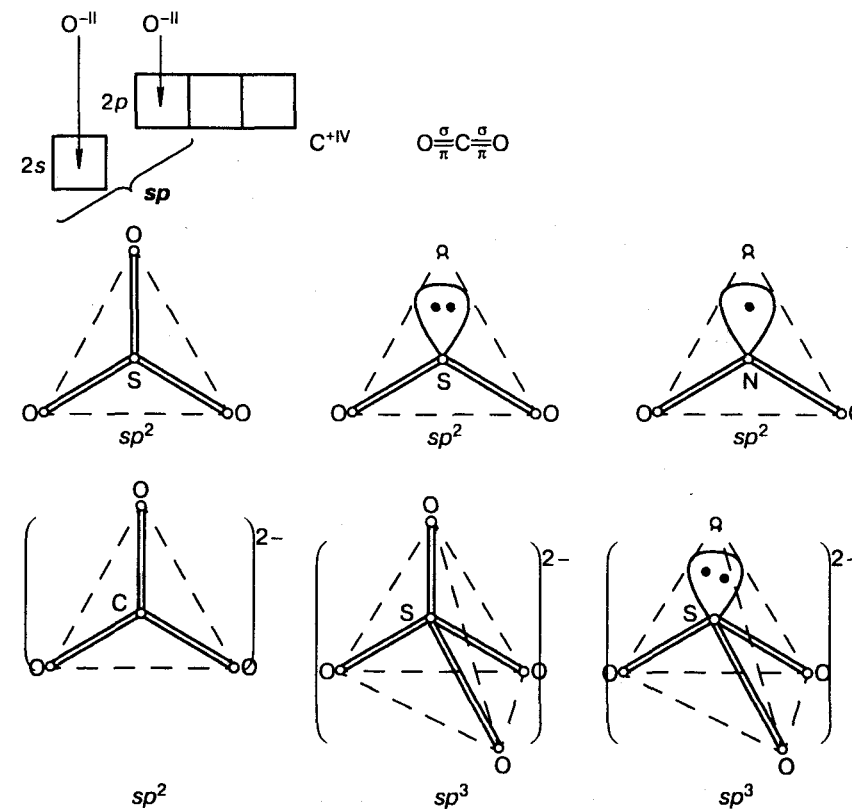 O⁻ᴵᴵ O⁻ᴵᴵ
2p
2s
sp
C⁺ᴵⱽ
O σ π C σ π O
O
S
O O
sp²
S
O O
sp²
N
O
sp²
O
C
O O
2−
sp²
O
S
O O
O
2−
sp³
S
O O
O
2−
sp³